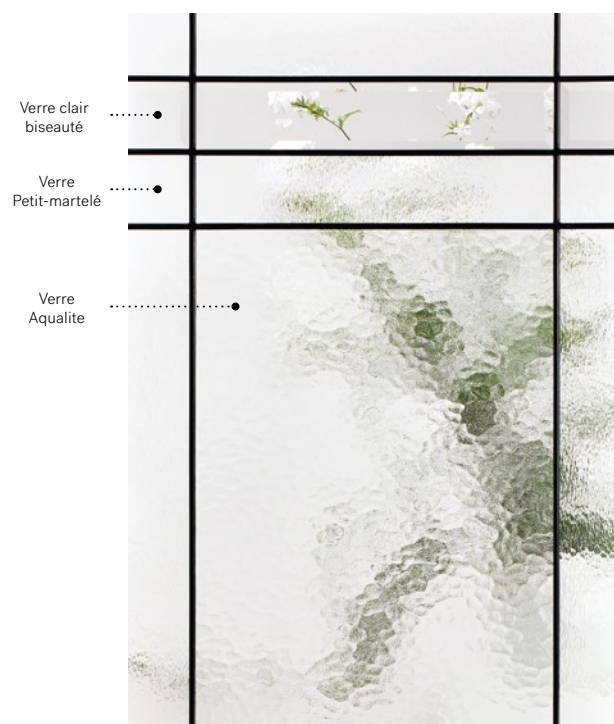 Verre clair
biseauté
Verre
Petit-martelé
Verre
Aqualite